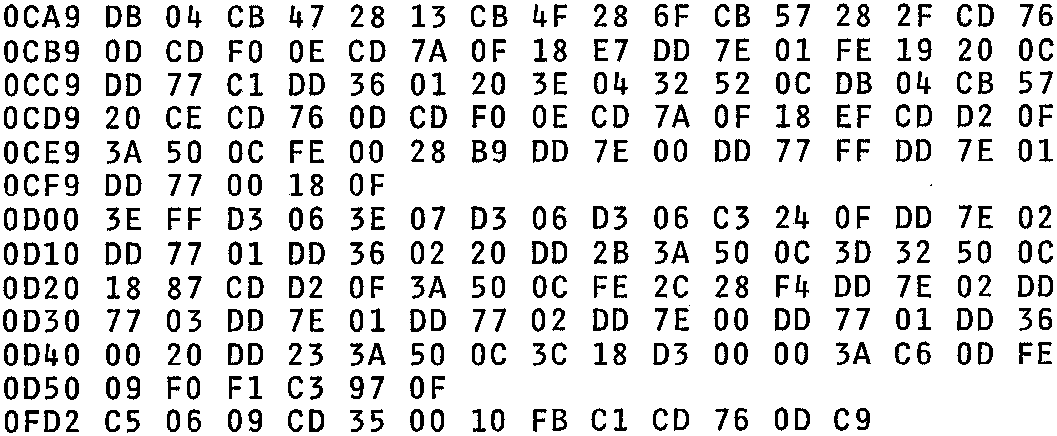 0CA9 DB 04 CB 47 28 13 CB 4F 28 6F CB 57 28 2F CD 76
0CB9 0D CD F0 0E CD 7A 0F 18 E7 DD 7E 01 FE 19 20 0C
0CC9 DD 77 C1 DD 36 01 20 3E 04 32 52 0C DB 04 CB 57
0CD9 20 CE CD 76 0D CD F0 0E CD 7A 0F 18 EF CD D2 0F
0CE9 3A 50 0C FE 00 28 B9 DD 7E 00 DD 77 FF DD 7E 01
0CF9 DD 77 00 18 0F
0D00 3E FF D3 06 3E 07 D3 06 D3 06 C3 24 0F DD 7E 02
0D10 DD 77 01 DD 36 02 20 DD 2B 3A 50 0C 3D 32 50 0C
0D20 18 87 CD D2 0F 3A 50 0C FE 2C 28 F4 DD 7E 02 DD
0D30 77 03 DD 7E 01 DD 77 02 DD 7E 00 DD 77 01 DD 36
0D40 00 20 DD 23 3A 50 0C 3C 18 D3 00 00 3A C6 0D FE
0D50 09 F0 F1 C3 97 0F
0FD2 C5 06 09 CD 35 00 10 FB C1 CD 76 0D C9